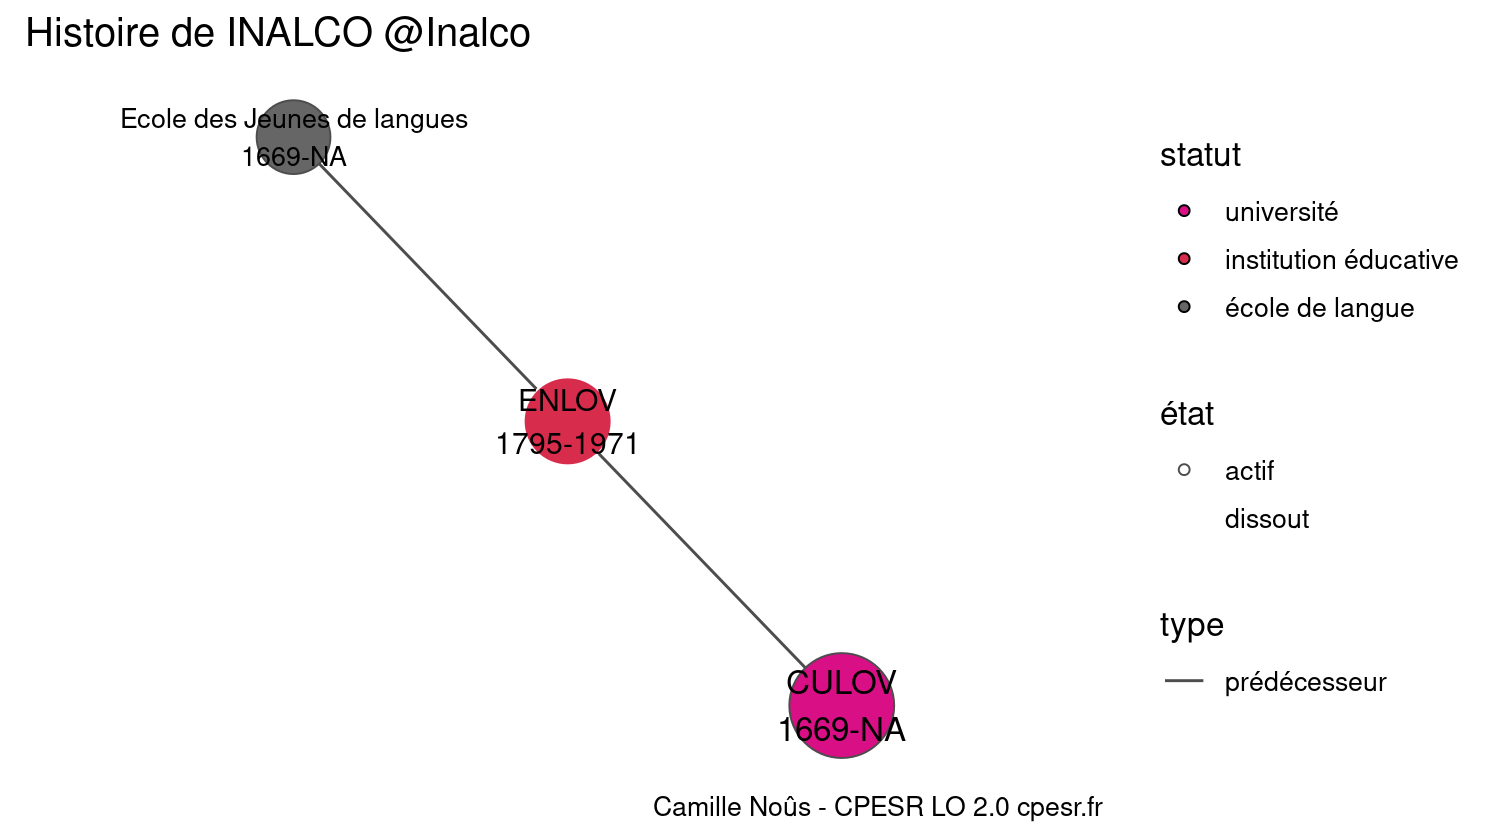 Histoire de INALCO @Inalco
Ecole des Jeunes de langues
1669-NA
ENLOV
1795-1971
CULOV
1669-NA
statut
université
institution éducative
école de langue
état
actif
dissout
type
prédécesseur
Camille Noûs - CPESR LO 2.0 cpesr.fr